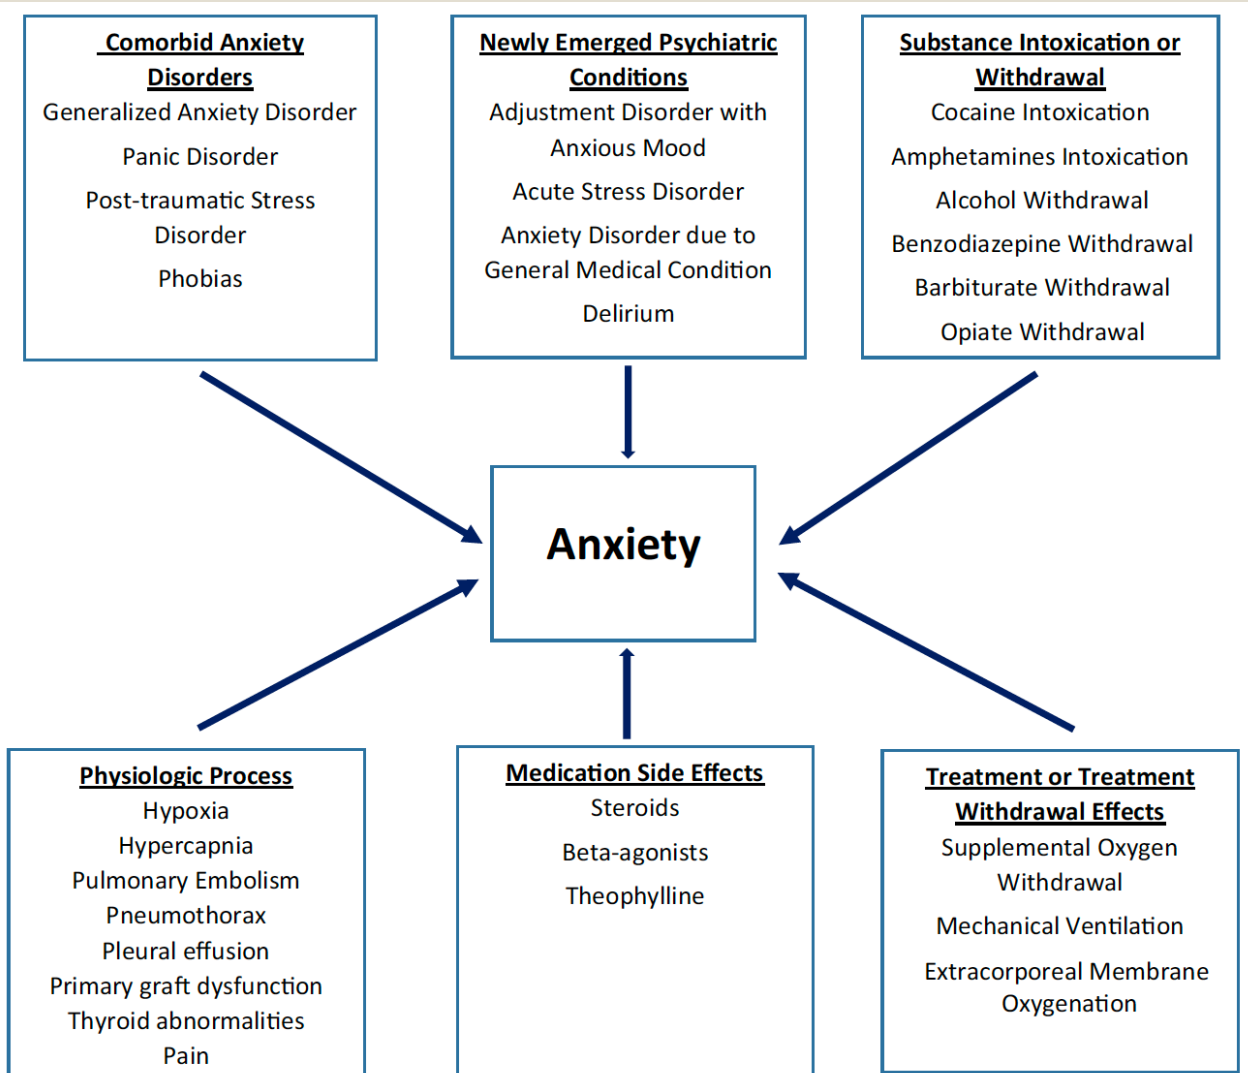 Comorbid Anxiety
Disorders
Generalized Anxiety Disorder
Panic Disorder
Post-traumatic Stress
Disorder
Phobias
Newly Emerged Psychiatric
Conditions
Adjustment Disorder with
Anxious Mood
Acute Stress Disorder
Anxiety Disorder due to
General Medical Condition
Delirium
Substance Intoxication or
Withdrawal
Cocaine Intoxication
Amphetamines Intoxication
Alcohol Withdrawal
Benzodiazepine Withdrawal
Barbiturate Withdrawal
Opiate Withdrawal
Anxiety
Physiologic Process
Hypoxia
Hypercapnia
Pulmonary Embolism
Pneumothorax
Pleural effusion
Primary graft dysfunction
Thyroid abnormalities
Pain
Medication Side Effects
Steroids
Beta-agonists
Theophylline
Treatment or Treatment
Withdrawal Effects
Supplemental Oxygen
Withdrawal
Mechanical Ventilation
Extracorporeal Membrane
Oxygenation